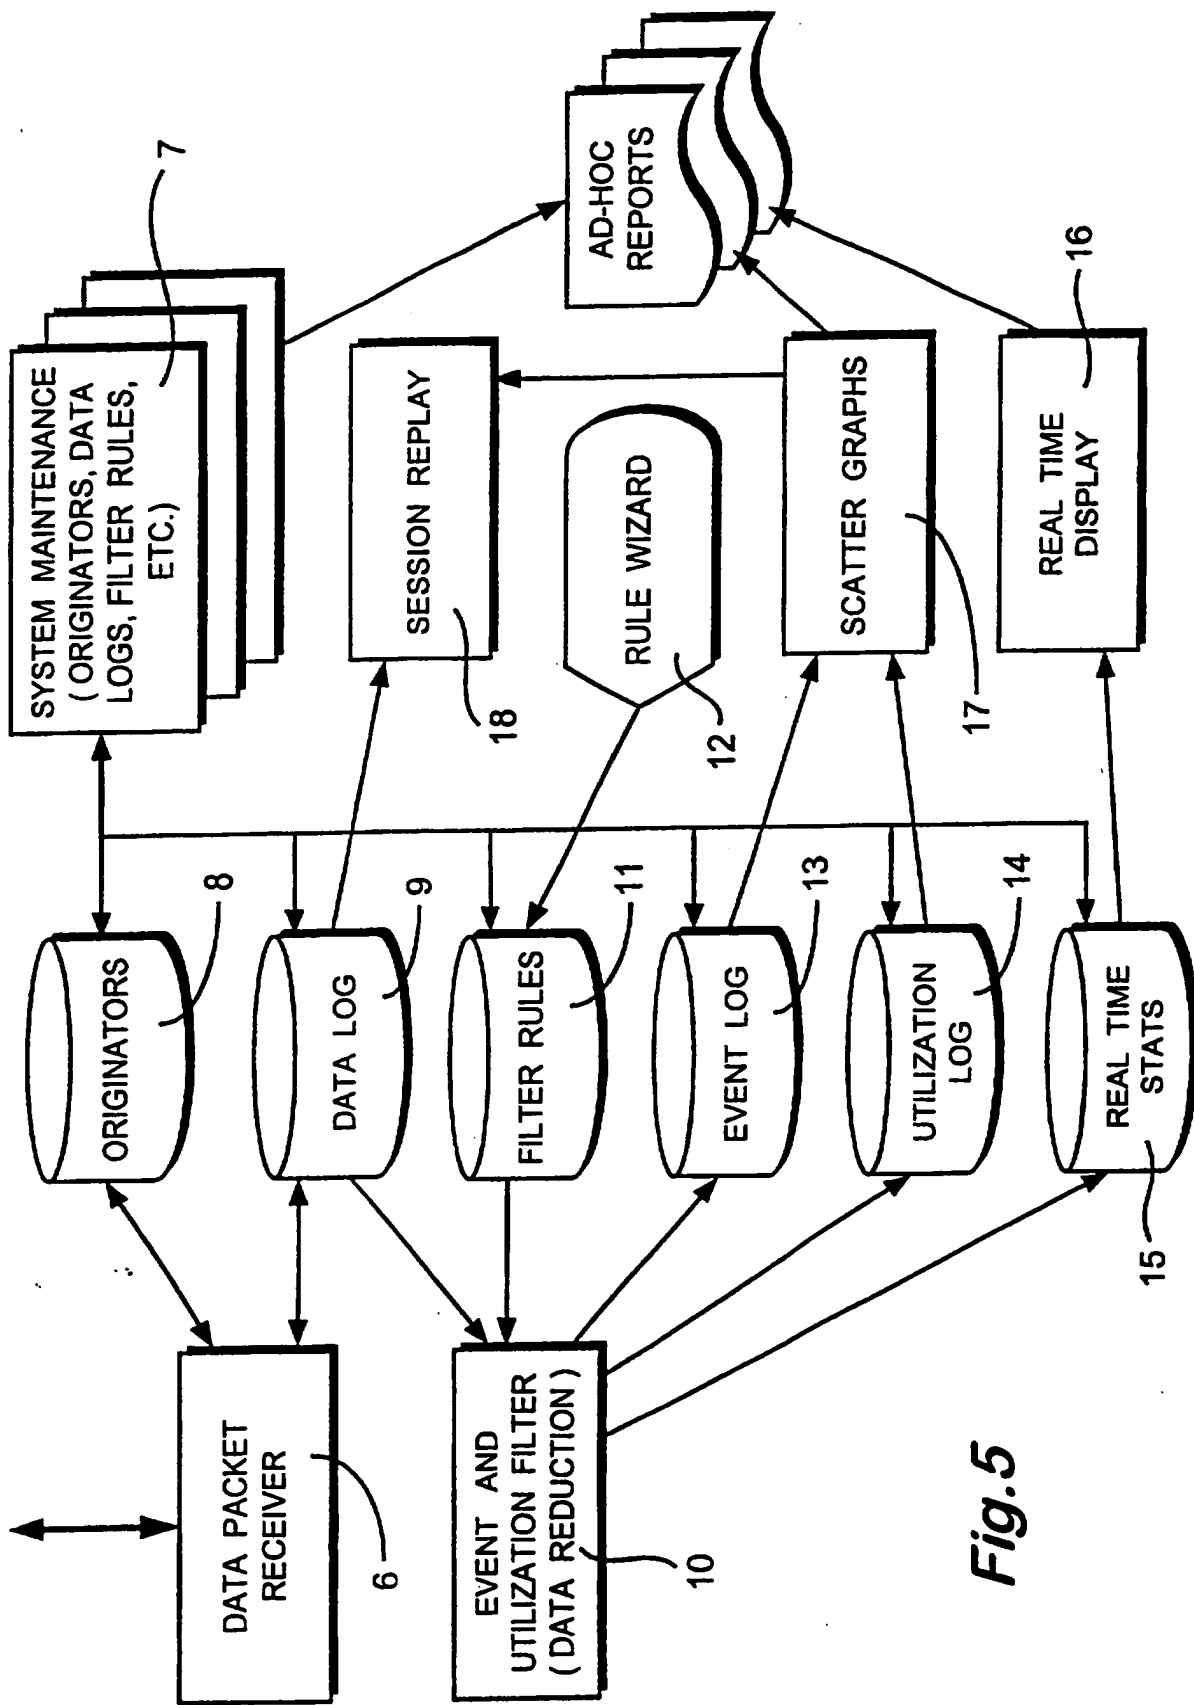 DATA PACKET
RECEIVER
6
EVENT AND
UTILIZATION FILTER
( DATA REDUCTION )
10
ORIGINATORS
8
DATA LOG
9
FILTER RULES
11
EVENT LOG
13
UTILIZATION
LOG
14
REAL TIME
STATS
15
SYSTEM MAINTENANCE
( ORIGINATORS, DATA
LOGS, FILTER RULES,
ETC.)
7
SESSION REPLAY
18
RULE WIZARD
12
SCATTER GRAPHS
17
REAL TIME
DISPLAY
16
AD-HOC
REPORTS
Fig.5